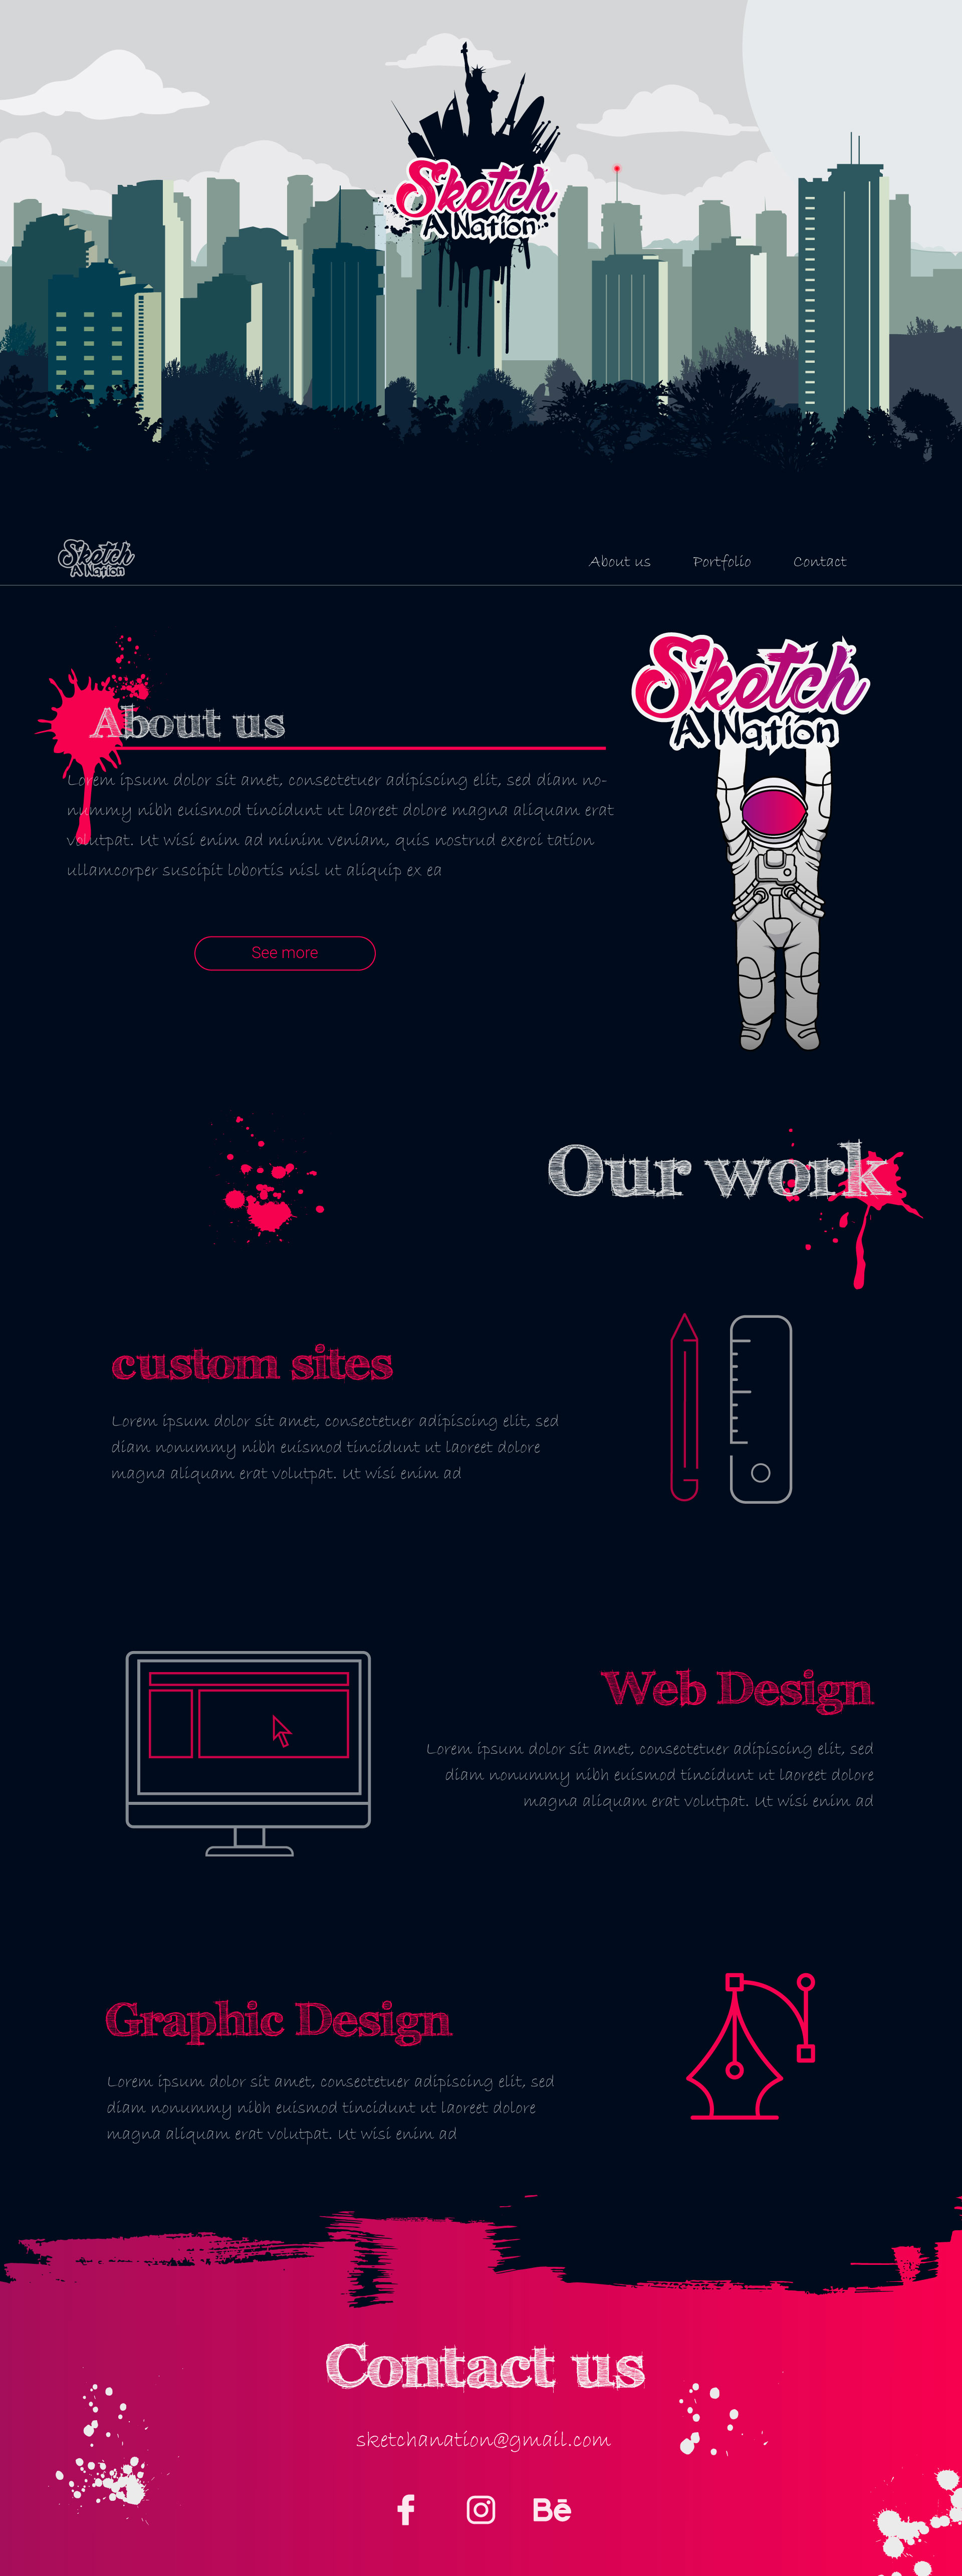 Sketch
A Nation
Sketch
A Nation
About us
Portfolio
Contact
Sketch
A Nation
About us
Lorem ipsum dolor sit amet, consectetuer adipiscing elit, sed diam no-
nummy nibh euismod tincidunt ut laoreet dolore magna aliquam erat
volutpat. Ut wisi enim ad minim veniam, quis nostrud exerci tation
ullamcorper suscipit lobortis nisl ut aliquip ex ea
See more
Our work
custom sites
Lorem ipsum dolor sit amet, consectetuer adipiscing elit, sed
diam nonummy nibh euismod tincidunt ut laoreet dolore
magna aliquam erat volutpat. Ut wisi enim ad
Web Design
Lorem ipsum dolor sit amet, consectetuer adipiscing elit, sed
diam nonummy nibh euismod tincidunt ut laoreet dolore
magna aliquam erat volutpat. Ut wisi enim ad
Graphic Design
Lorem ipsum dolor sit amet, consectetuer adipiscing elit, sed
diam nonummy nibh euismod tincidunt ut laoreet dolore
magna aliquam erat volutpat. Ut wisi enim ad
Contact us
sketchanation@gmail.com
f
Bē